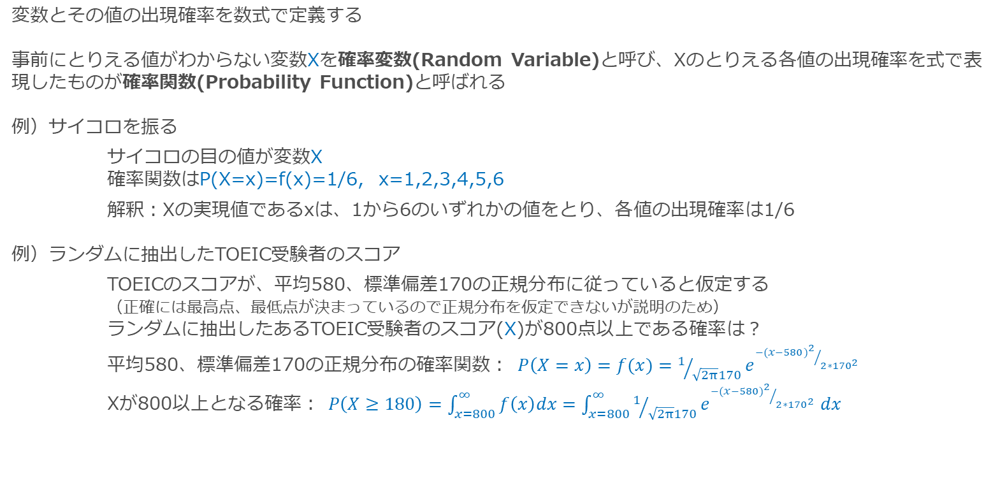 変数とその値の出現確率を数式で定義する
事前にとりえる値がわからない変数Xを確率変数(Random Variable)と呼び、Xのとりえる各値の出現確率を式で表
現したものが確率関数(Probability Function)と呼ばれる
例）サイコロを振る
サイコロの目の値が変数X
確率関数はP(X=x)=f(x)=1/6, x=1,2,3,4,5,6
解釈：Xの実現値であるxは、1から6のいずれかの値をとり、各値の出現確率は1/6
例）ランダムに抽出したTOEIC受験者のスコア
TOEICのスコアが、平均580、標準偏差170の正規分布に従っていると仮定する
（正確には最高点、最低点が決まっているので正規分布を仮定できないが説明のため）
ランダムに抽出したあるTOEIC受験者のスコア(X)が800点以上である確率は？
平均580、標準偏差170の正規分布の確率関数： P(X = x) = f(x) = 1/√2π170 e^−(x−580)²/2*170²
Xが800以上となる確率： P(X ≥ 180) = ∫_{x=800}^∞ f(x)dx = ∫_{x=800}^∞ 1/√2π170 e^−(x−580)²/2*170² dx